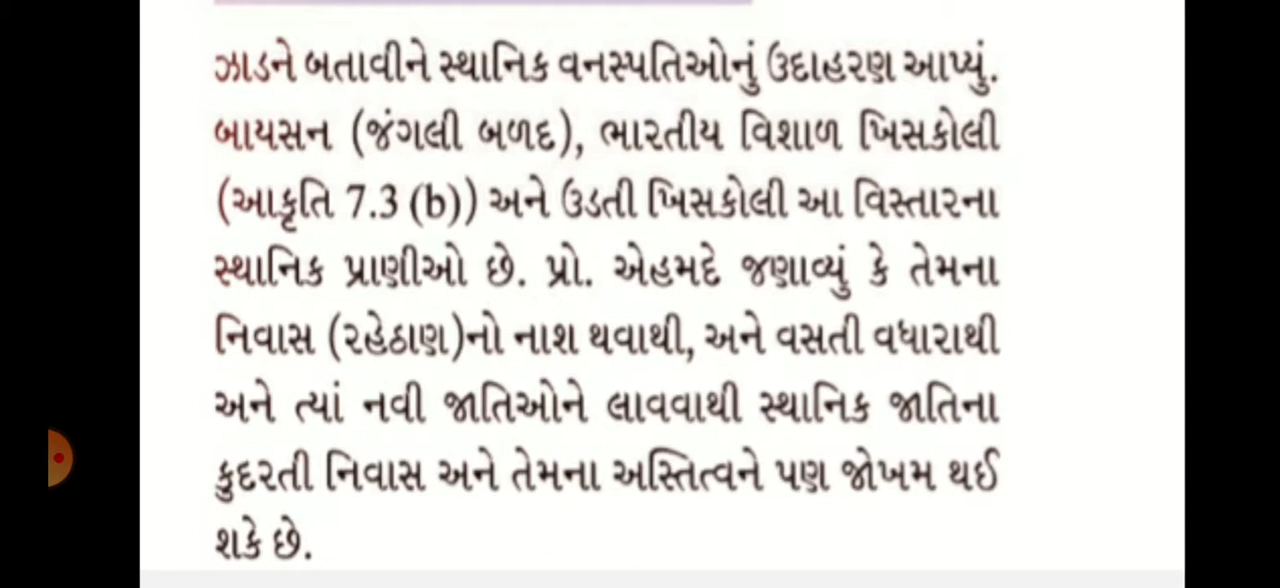 ઝાડને બતાવીને સ્થાનિક વનસ્પતિઓનું ઉદાહરણ આપ્યું.
બાયસન (જંગલી બળદ), ભારતીય વિશાળ ખિસકોલી
(આકૃતિ 7.3 (b)) અને ઉડતી ખિસકોલી આ વિસ્તારના
સ્થાનિક પ્રાણીઓ છે. પ્રો. એહમદે જણાવ્યું કે તેમના
નિવાસ (રહેઠાણ)નો નાશ થવાથી, અને વસતી વધારાથી
અને ત્યાં નવી જાતિઓને લાવવાથી સ્થાનિક જાતિના
કુદરતી નિવાસ અને તેમના અસ્તિત્વને પણ જોખમ થઈ
શકે છે.